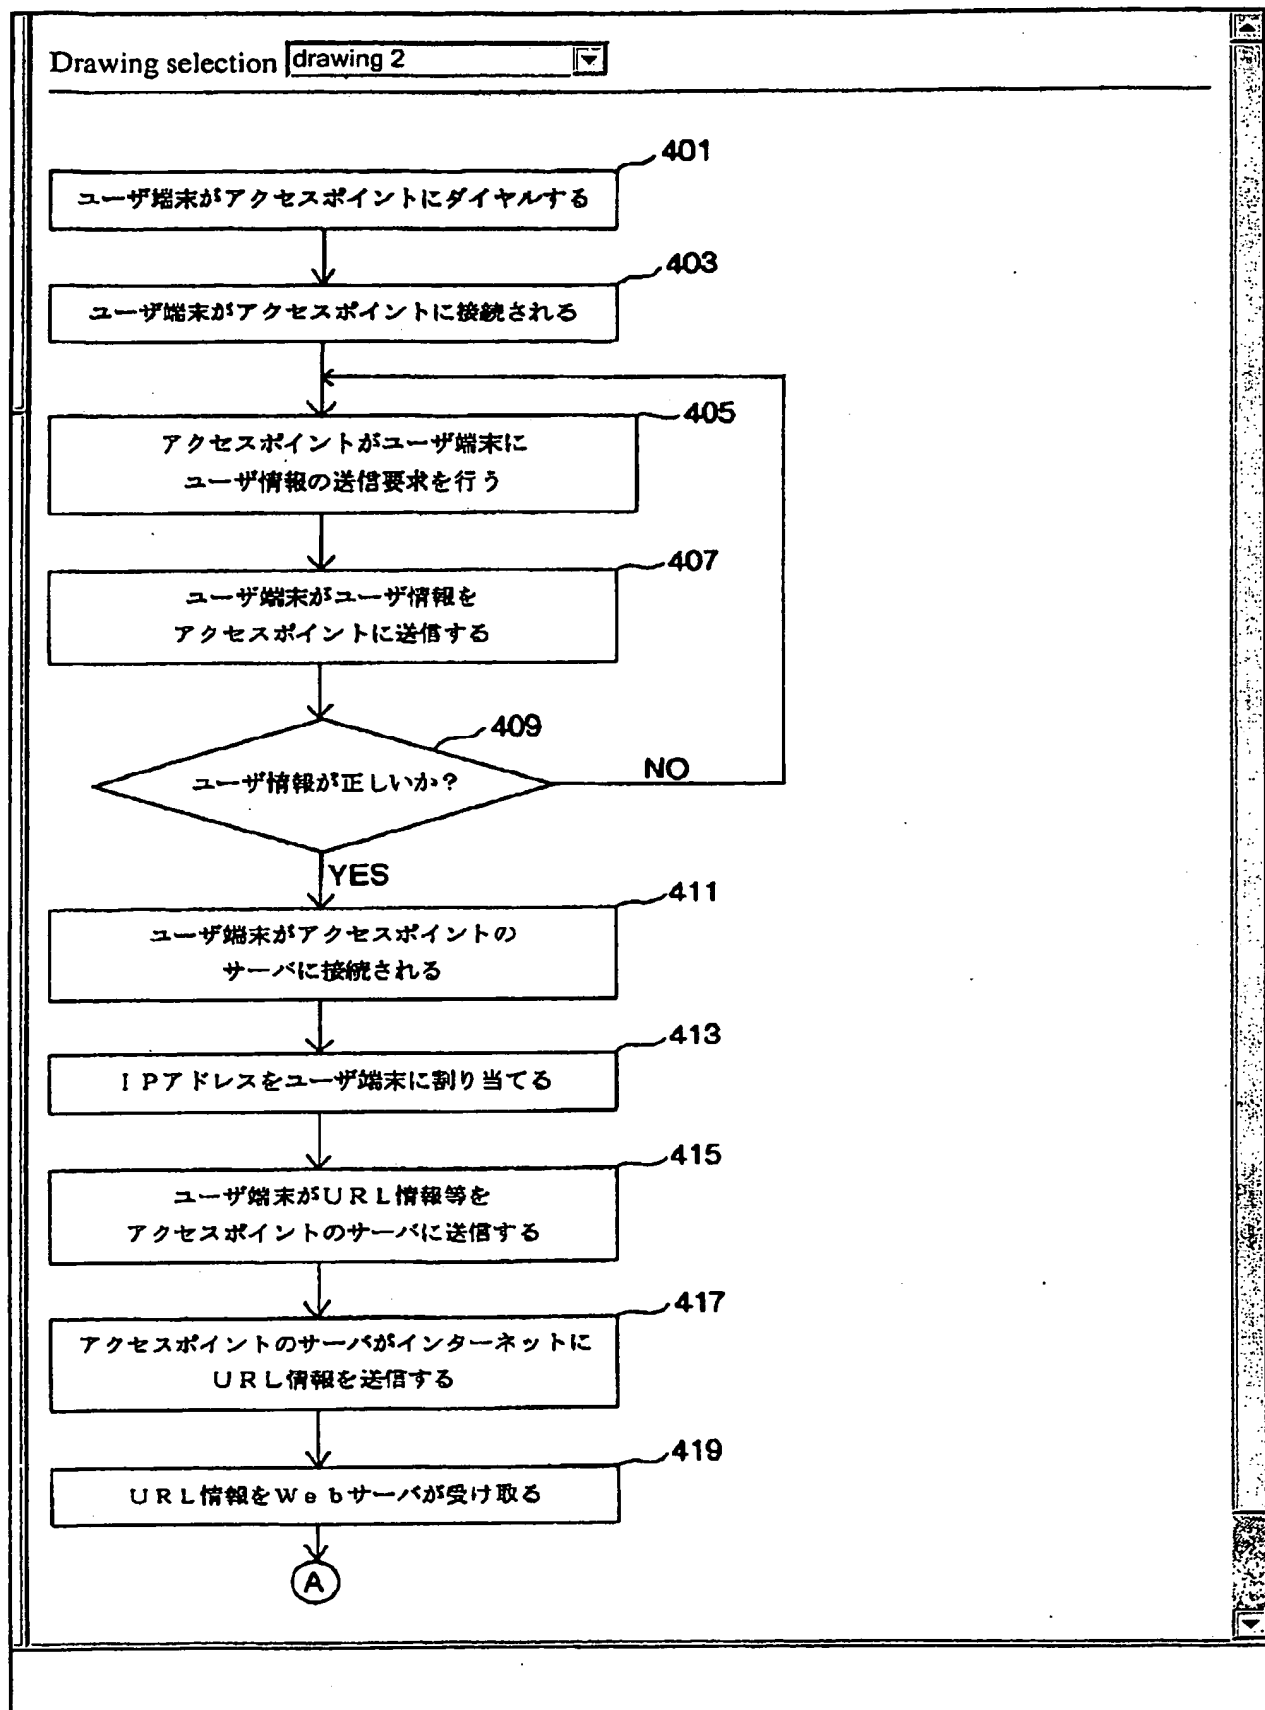 Drawing selection drawing 2
401
ユーザ端末がアクセスポイントにダイヤルする
403
ユーザ端末がアクセスポイントに接続される
405
アクセスポイントがユーザ端末に
ユーザ情報の送信要求を行う
407
ユーザ端末がユーザ情報を
アクセスポイントに送信する
409
ユーザ情報が正しいか?
NO
YES
411
ユーザ端末がアクセスポイントの
サーバに接続される
413
IPアドレスをユーザ端末に割り当てる
415
ユーザ端末がURL情報等を
アクセスポイントのサーバに送信する
417
アクセスポイントのサーバがインターネットに
URL情報を送信する
419
URL情報をWebサーバが受け取る
A